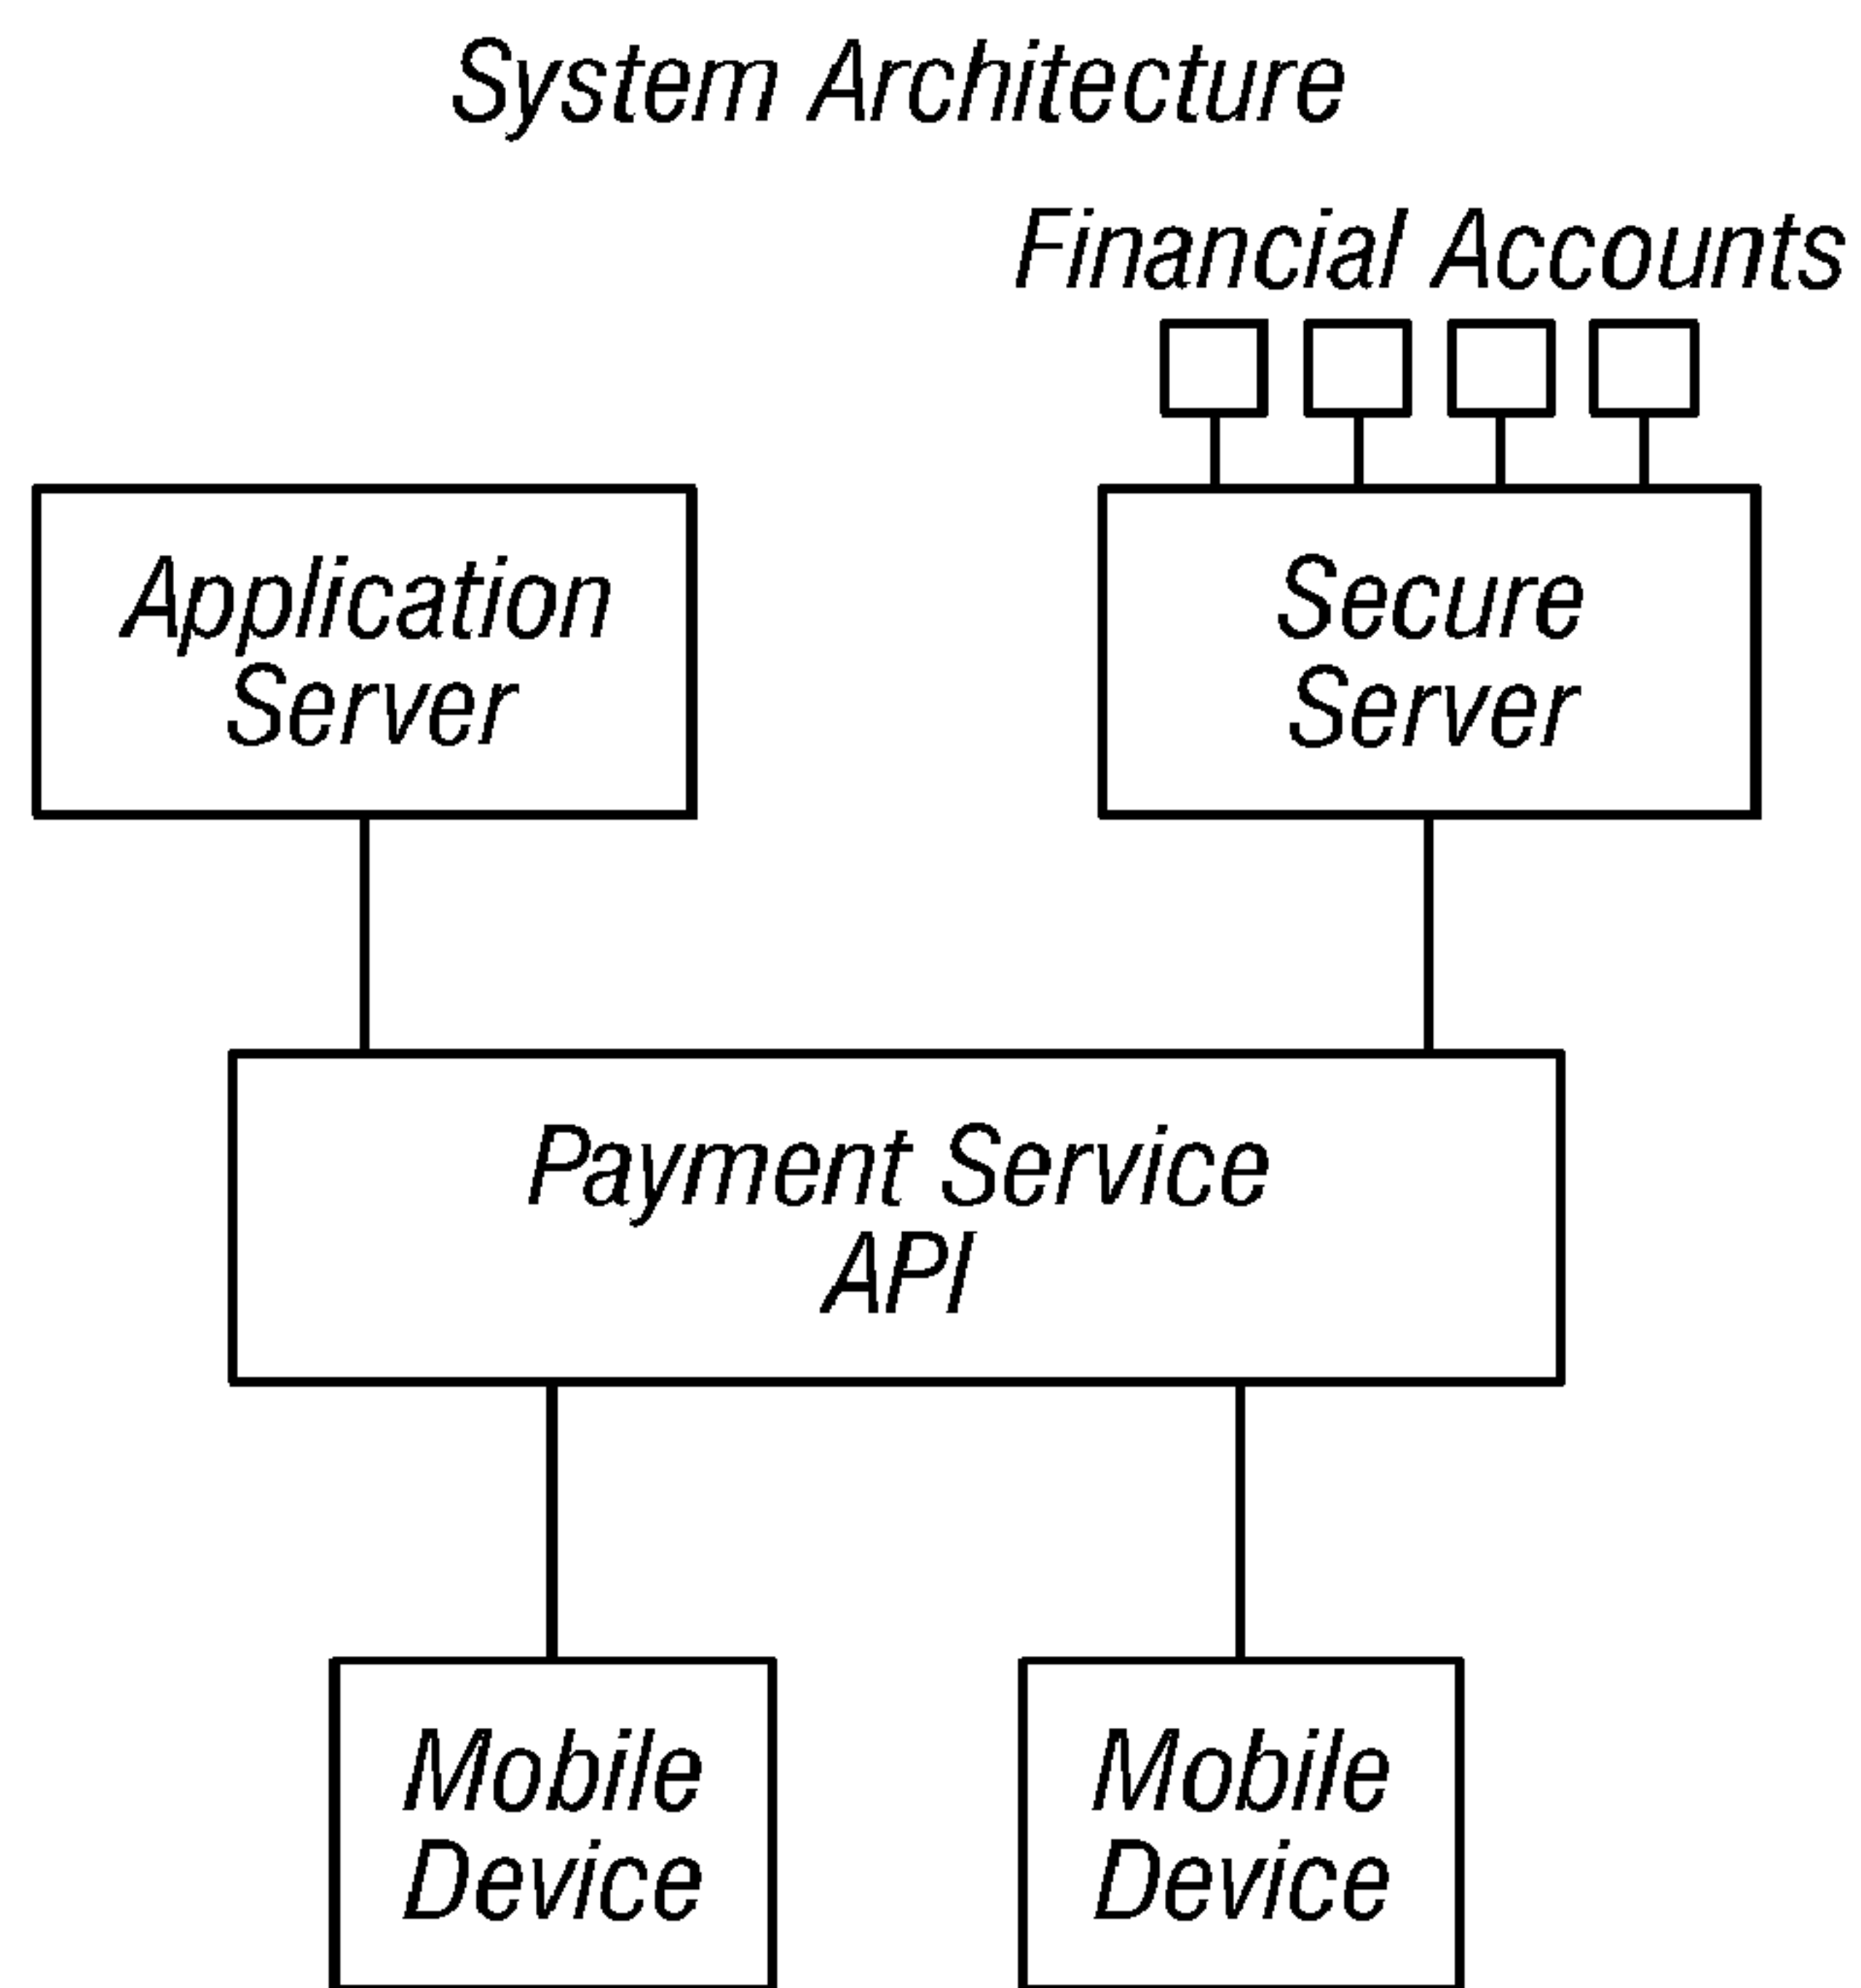 System Architecture
Financial Accounts
Application
Server
Secure
Server
Payment Service
API
Mobile
Device
Mobile
Device